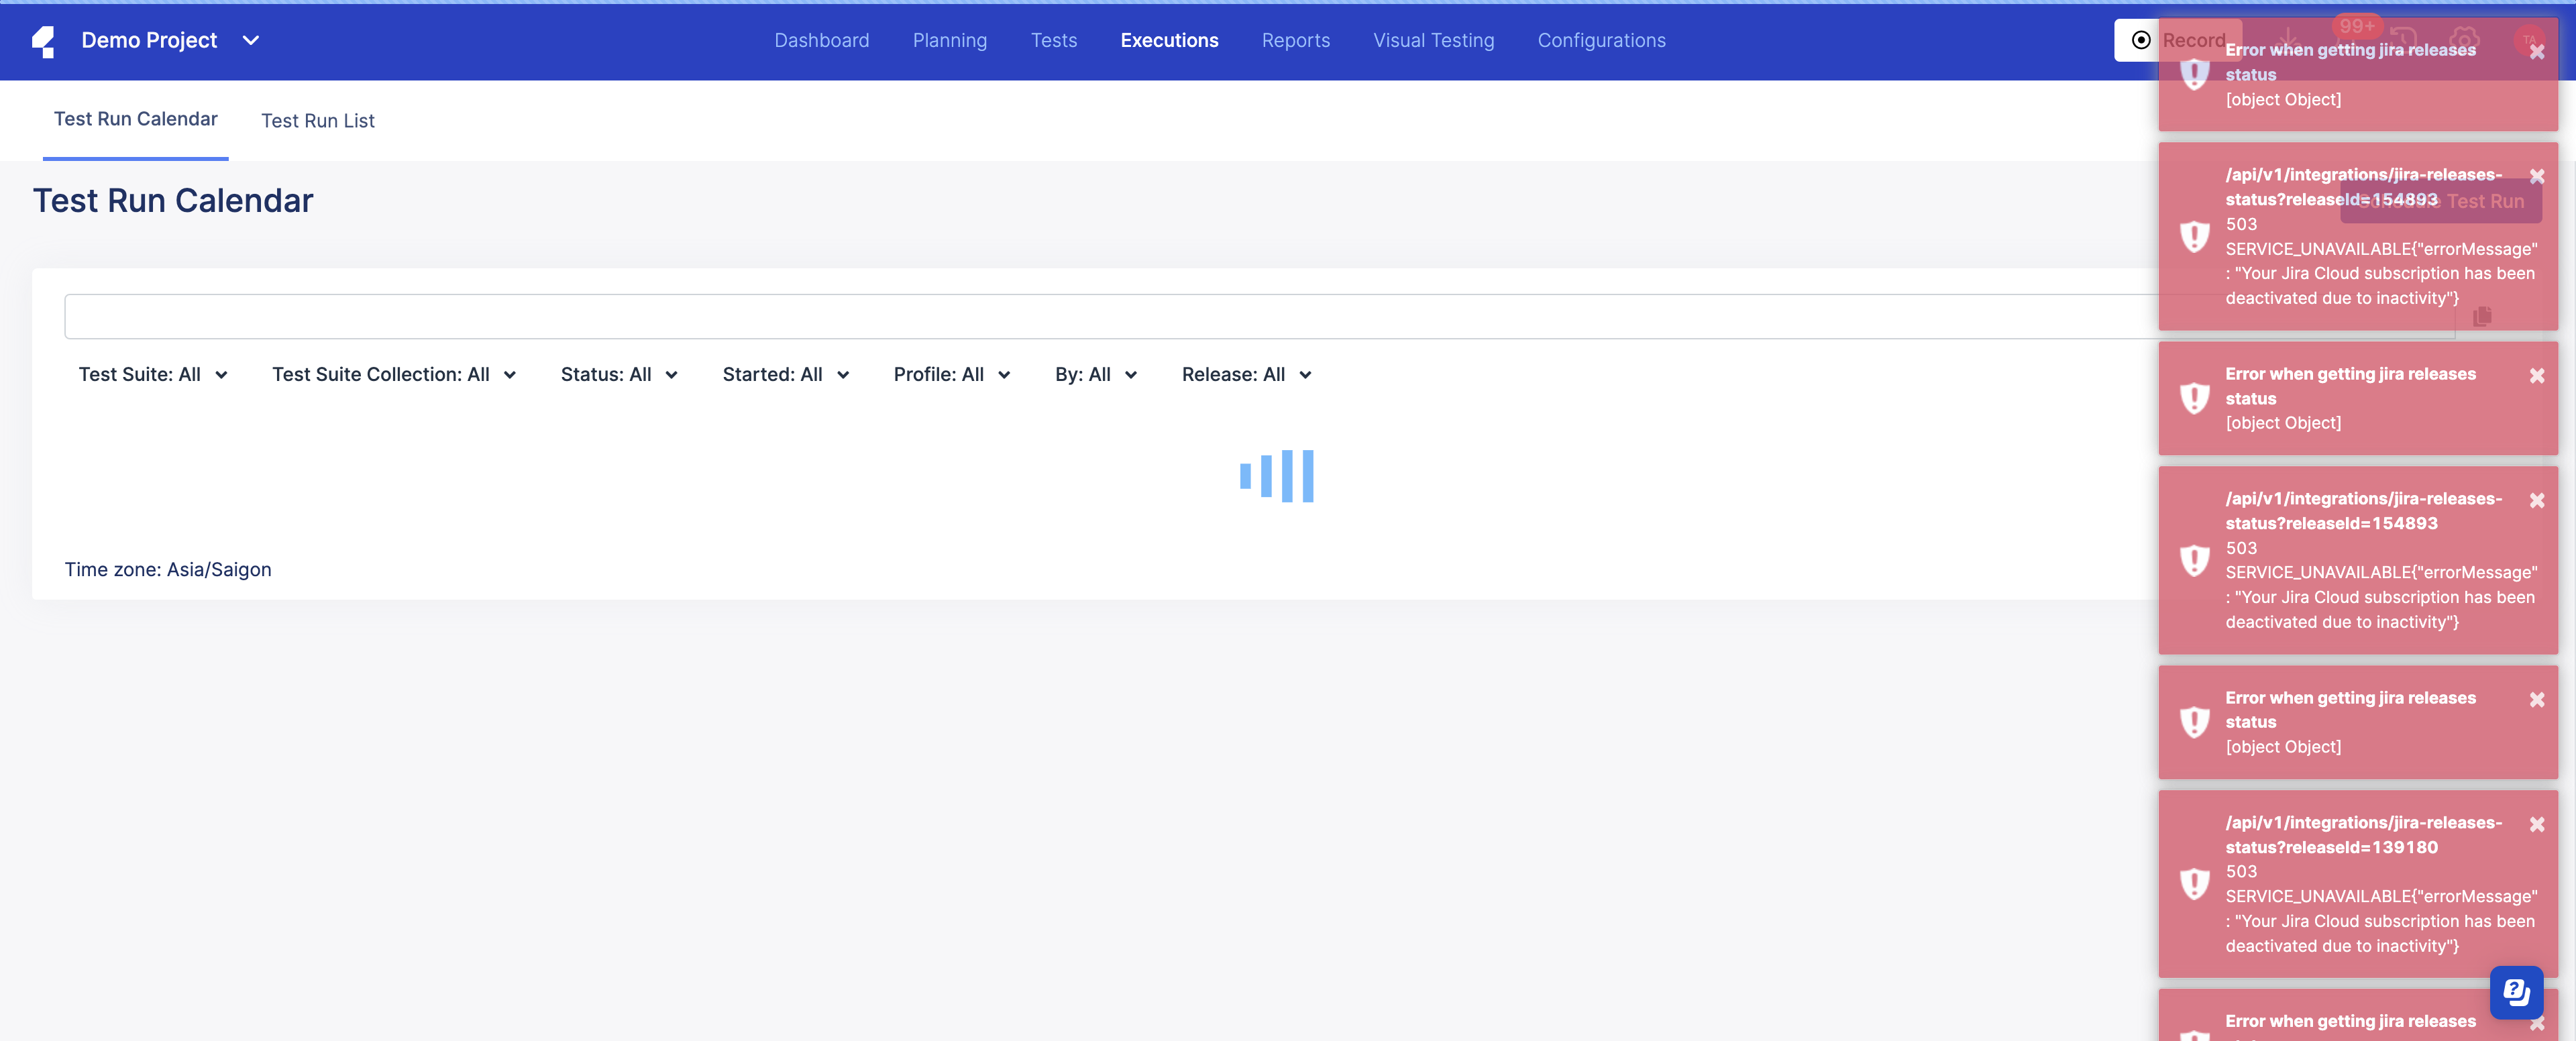 Demo Project
Dashboard
Planning
Tests
Executions
Reports
Visual Testing
Configurations
Record
99+
TA
Test Run Calendar
Test Run List
Test Run Calendar
Schedule Test Run
Test Suite: All
Test Suite Collection: All
Status: All
Started: All
Profile: All
By: All
Release: All
Time zone: Asia/Saigon
Error when getting jira releases
status
[object Object]
/api/v1/integrations/jira-releases-
status?releaseId=154893
503
SERVICE_UNAVAILABLE{"errorMessage"
: "Your Jira Cloud subscription has been
deactivated due to inactivity"}
Error when getting jira releases
status
[object Object]
/api/v1/integrations/jira-releases-
status?releaseId=154893
503
SERVICE_UNAVAILABLE{"errorMessage"
: "Your Jira Cloud subscription has been
deactivated due to inactivity"}
Error when getting jira releases
status
[object Object]
/api/v1/integrations/jira-releases-
status?releaseId=139180
503
SERVICE_UNAVAILABLE{"errorMessage"
: "Your Jira Cloud subscription has been
deactivated due to inactivity"}
Error when getting jira releases